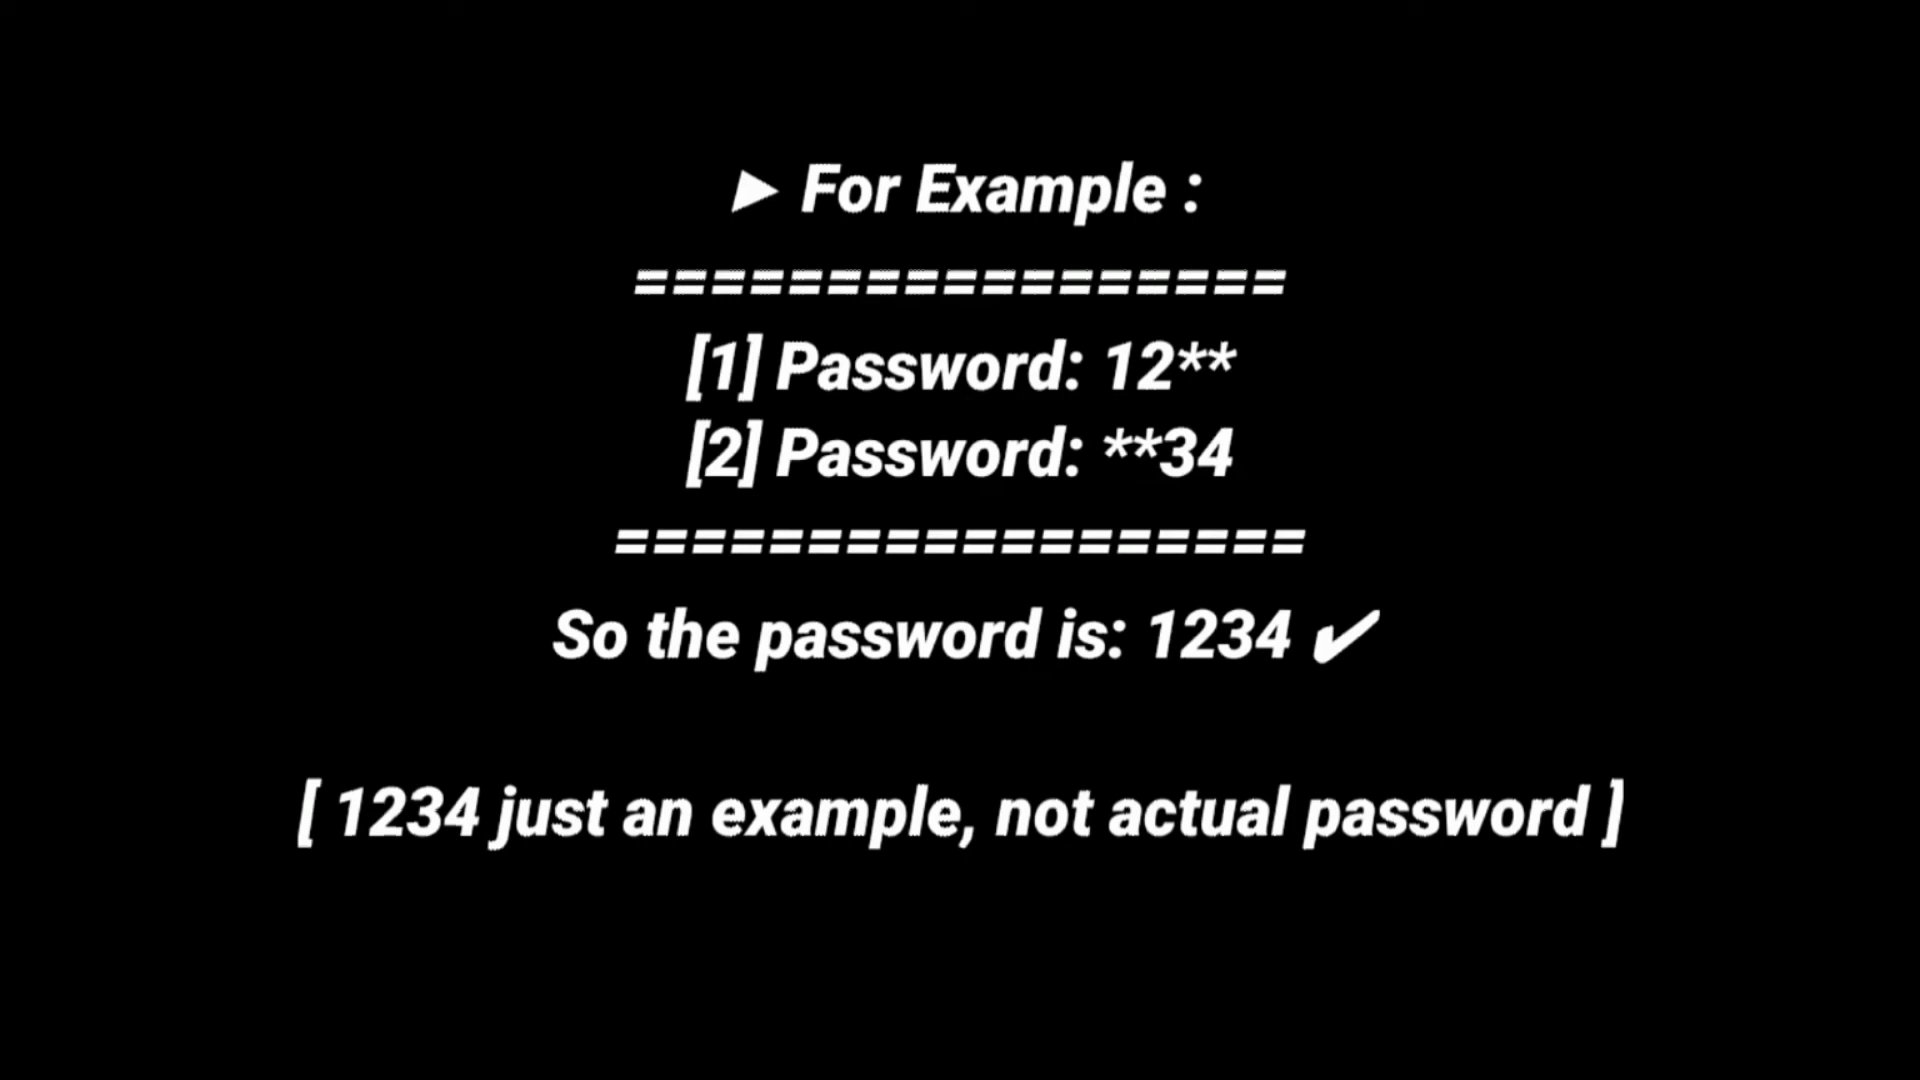 ► For Example :
=================
[1] Password: 12**
[2] Password: **34
==================
So the password is: 1234 ✔
[ 1234 just an example, not actual password ]